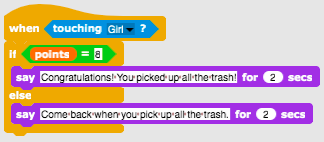 when touching Girl ?
if points = 8
say Congratulations! You picked up all the trash! for 2 secs
else
say Come back when you pick up all the trash. for 2 secs